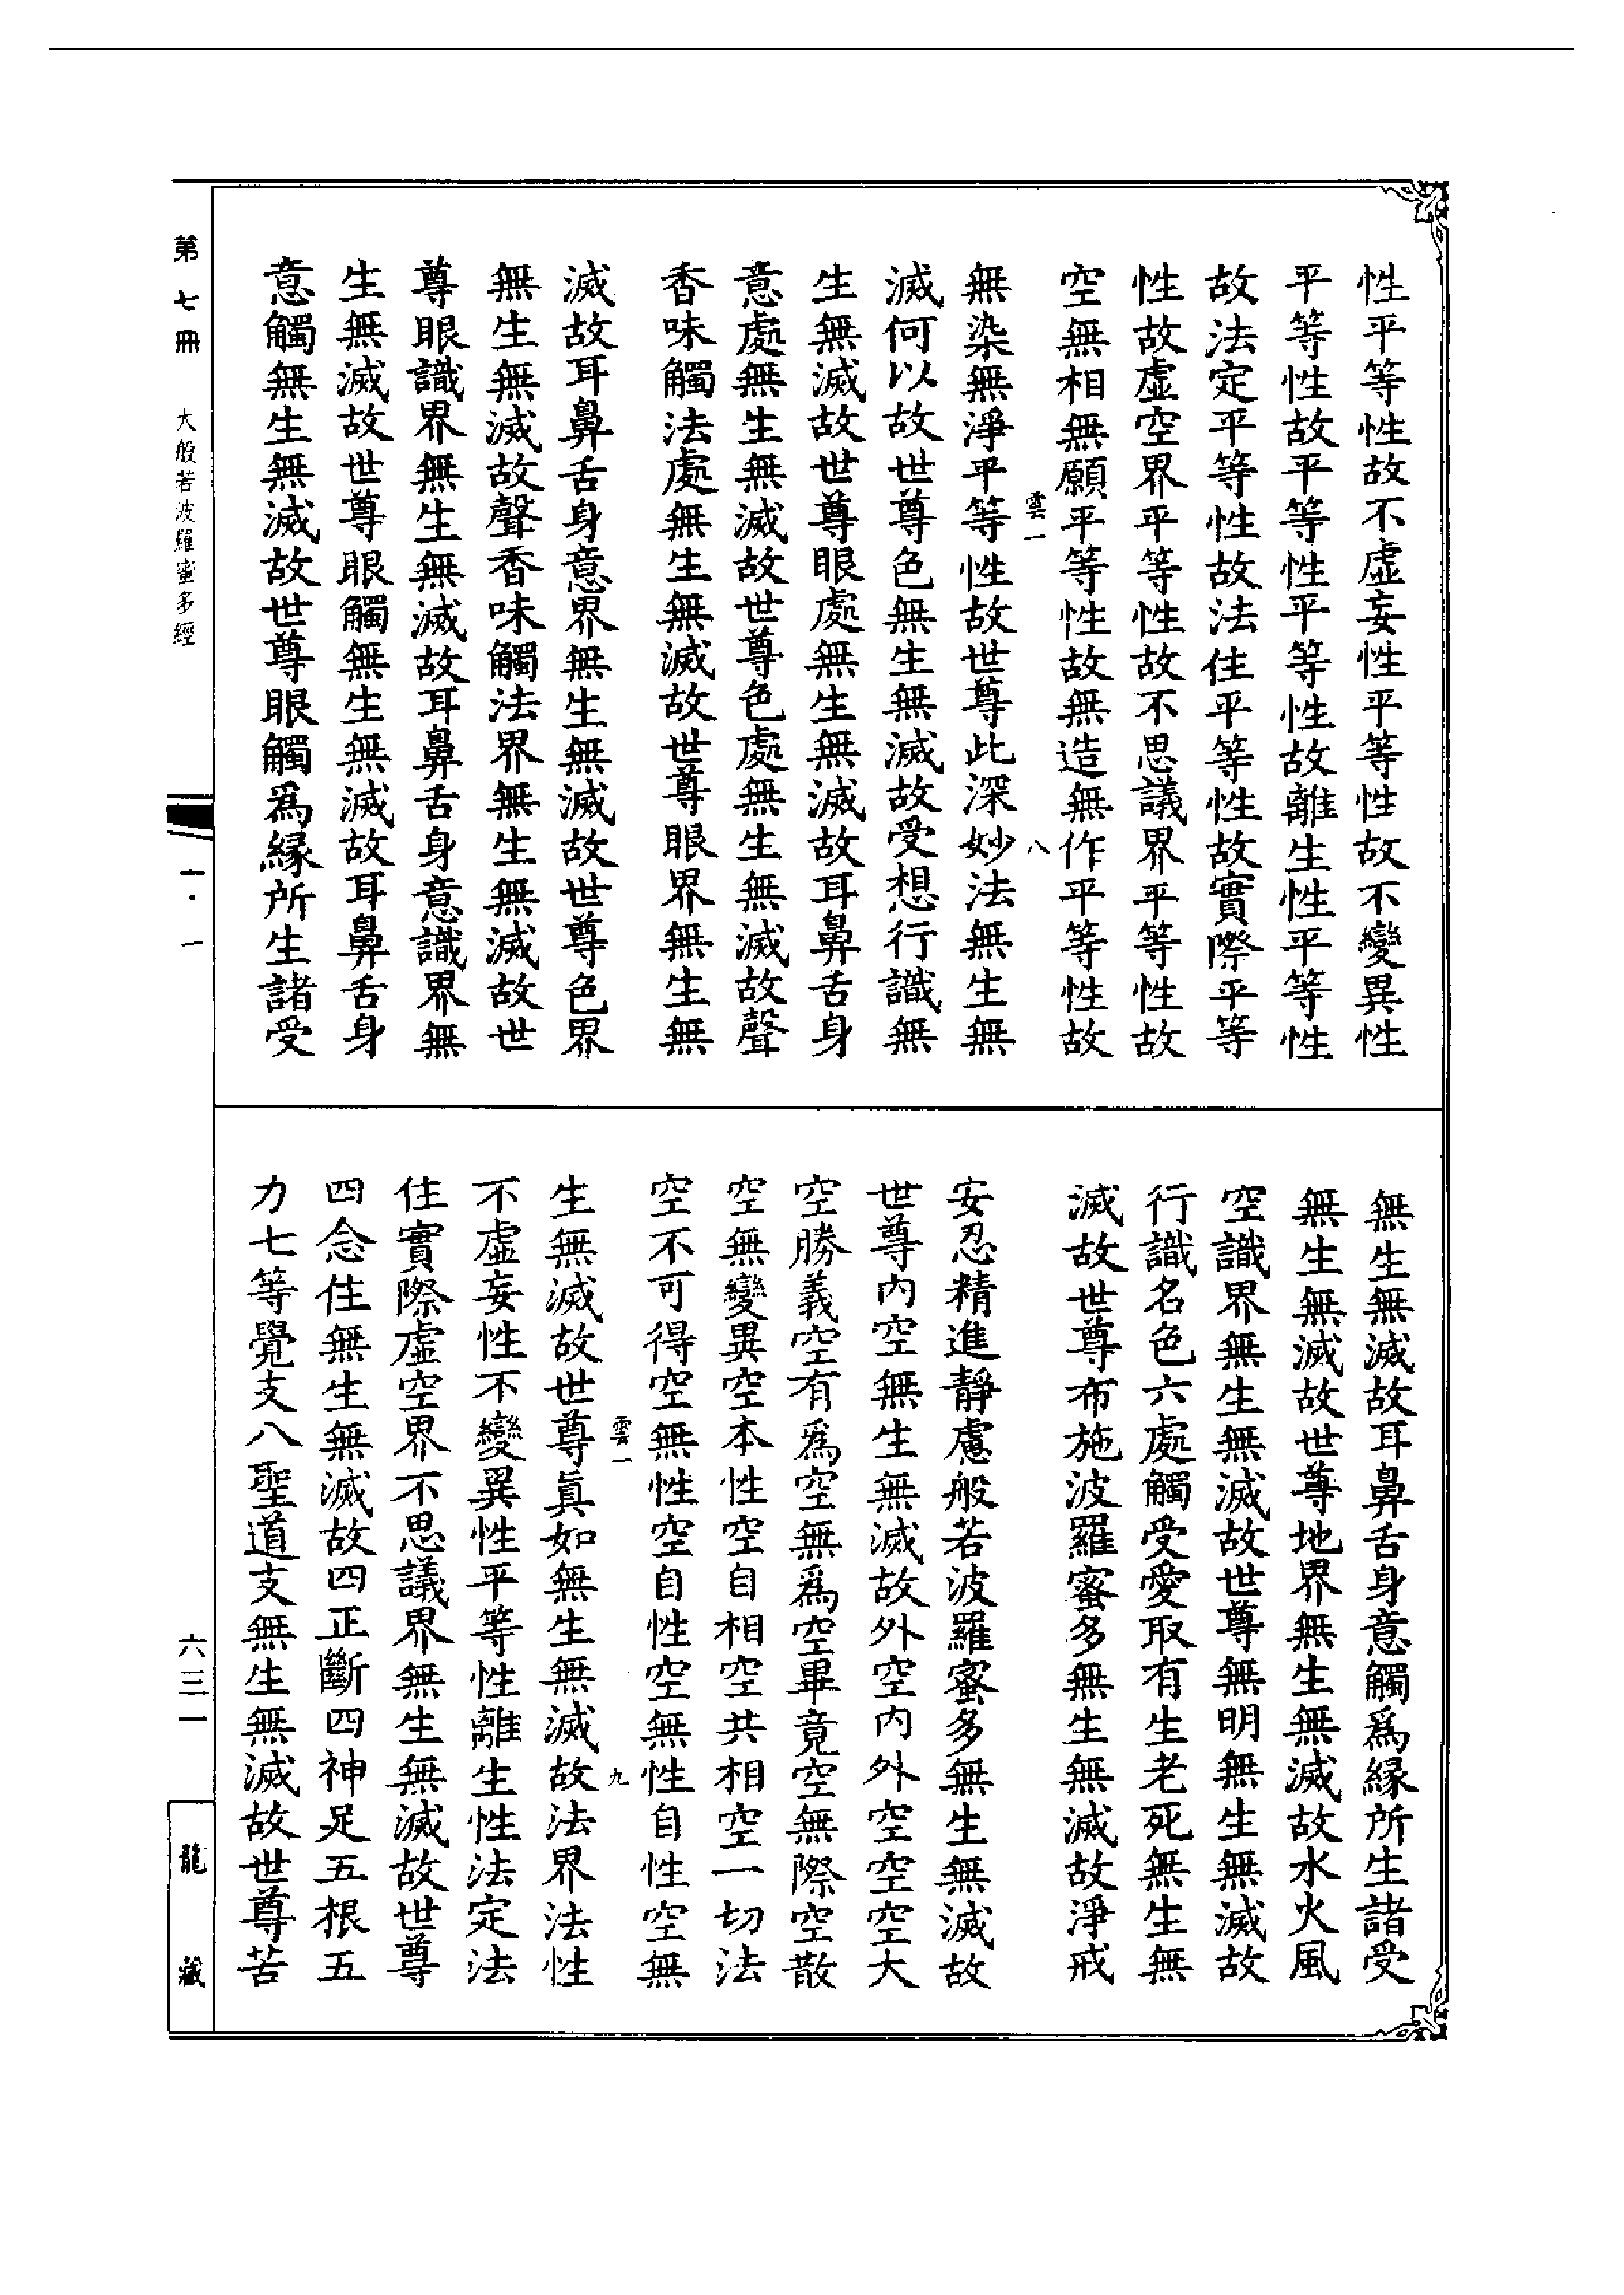 性平等性故不虛妄性平等性故不變異性
平等性故平等性平等性故離生性平等性
故法定平等性故法住平等性故實際平等
性故虛空界平等性故不思議界平等性故
空無相無願平等性故無造無作平等性故
雲一
八
無染無淨平等性故世尊此深妙法無生無
滅何以故世尊色無生無滅故受想行識無
生無滅故世尊眼處無生無滅故耳鼻舌身
意處無生無滅故世尊色處無生無滅故聲
香味觸法處無生無滅故世尊眼界無生無
滅故耳鼻舌身意界無生無滅故世尊色界
無生無滅故聲香味觸法界無生無滅故世
尊眼識界無生無滅故耳鼻舌身意識界無
生無滅故世尊眼觸無生無滅故耳鼻舌身
意觸無生無滅故世尊眼觸爲緣所生諸受
無生無滅故耳鼻舌身意觸爲緣所生諸受
無生無滅故世尊地界無生無滅故水火風
空識界無生無滅故世尊無明無生無滅故
行識名色六處觸受愛取有生老死無生無
滅故世尊布施波羅蜜多無生無滅故淨戒
安忍精進靜慮般若波羅蜜多無生無滅故
世尊內空無生無滅故外空內外空空空大
空勝義空有爲空無爲空畢竟空無際空散
空無變異空本性空自相空共相空一切法
空不可得空無性空自性空無性自性空無
雲一
九
生無滅故世尊眞如無生無滅故法界法性
不虛妄性不變異性平等性離生性法定法
住實際虛空界不思議界無生無滅故世尊
四念住無生無滅故四正斷四神足五根五
力七等覺支八聖道支無生無滅故世尊苦
第七冊
大般若波羅蜜多經
一·一
六三一
龍藏